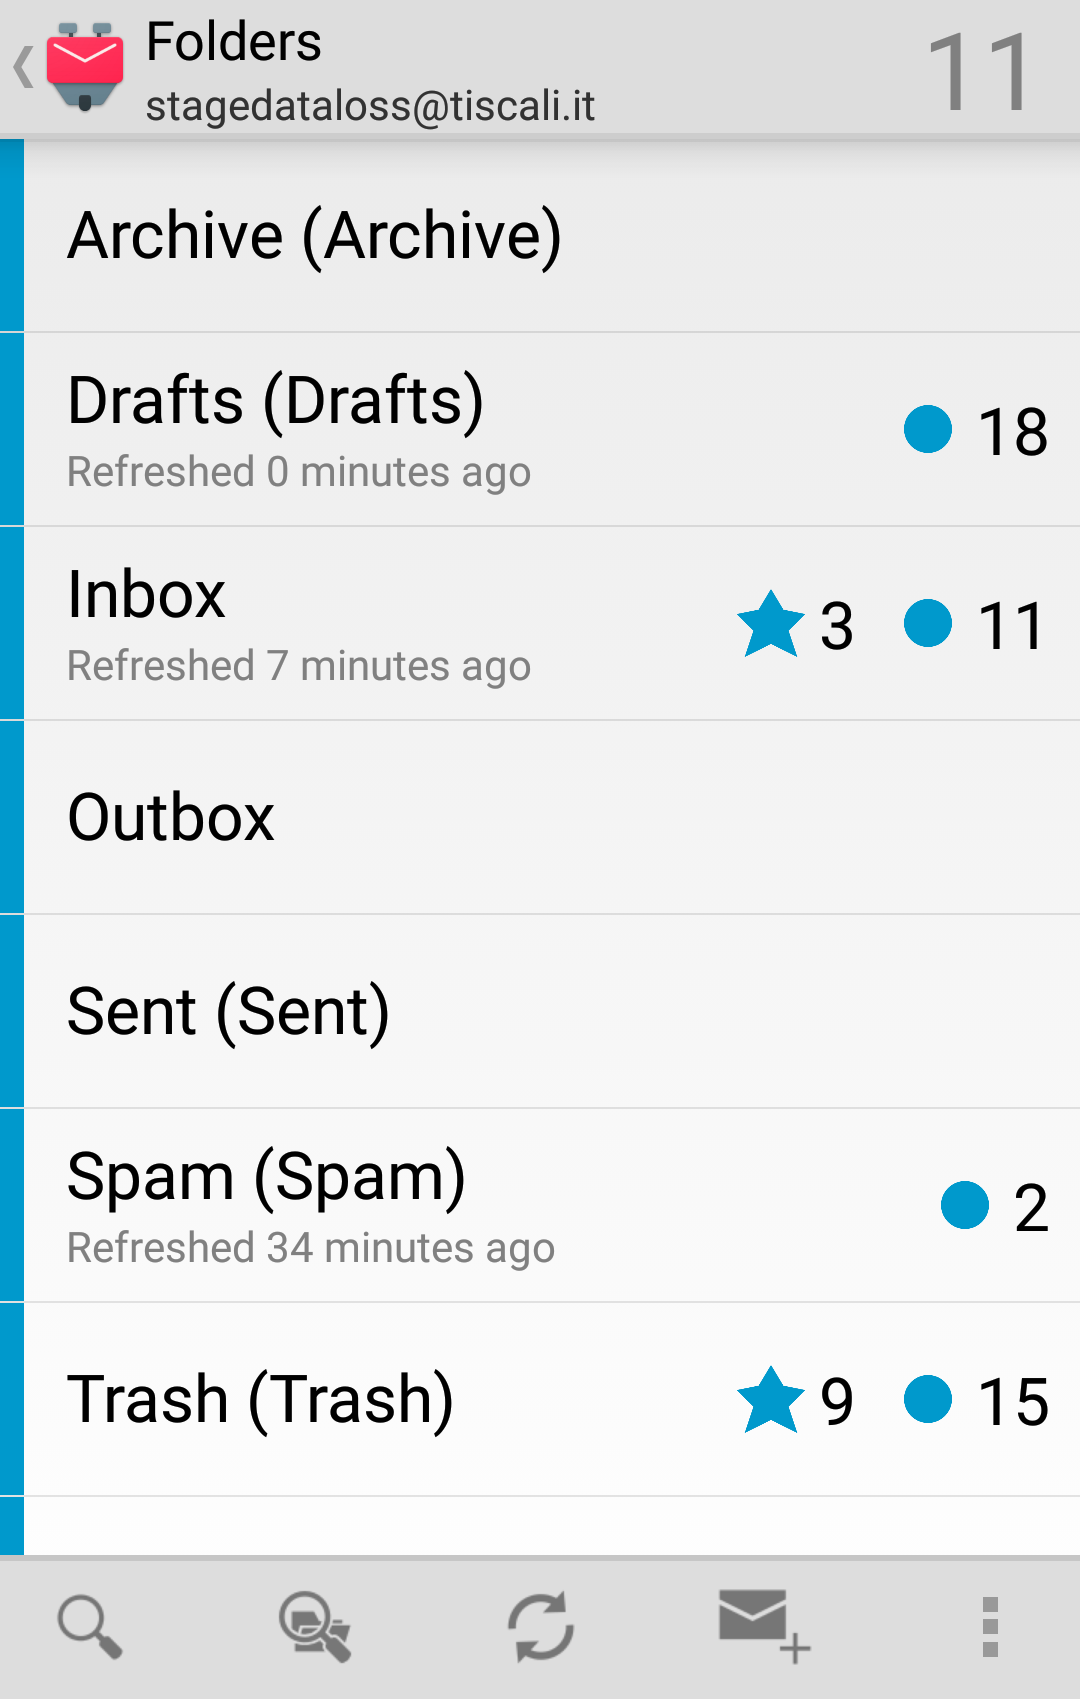 Folders
stagedataloss@tiscali.it
11
Archive (Archive)
Drafts (Drafts)
Refreshed 0 minutes ago
18
Inbox
Refreshed 7 minutes ago
3
11
Outbox
Sent (Sent)
Spam (Spam)
Refreshed 34 minutes ago
2
Trash (Trash)
9
15